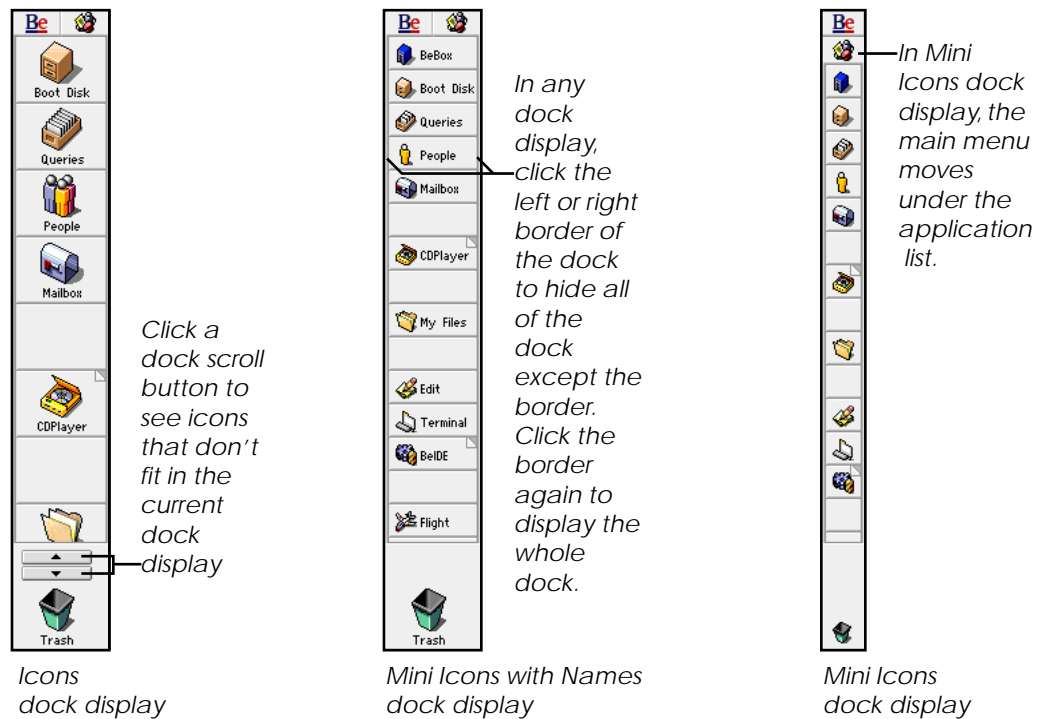 Be
Boot Disk
Queries
People
Mailbox
CDPlayer
Trash
Click a
dock scroll
button to
see icons
that don't
fit in the
current
dock
display
Icons
dock display
Be
BeBox
Boot Disk
Queries
People
Mailbox
CDPlayer
My Files
Edit
Terminal
BeIDE
Flight
Trash
In any
dock
display,
click the
left or right
border of
the dock
to hide all
of the
dock
except the
border.
Click the
border
again to
display the
whole
dock.
Mini Icons with Names
dock display
Be
In Mini
Icons dock
display, the
main menu
moves
under the
application
list.
Mini Icons
dock display